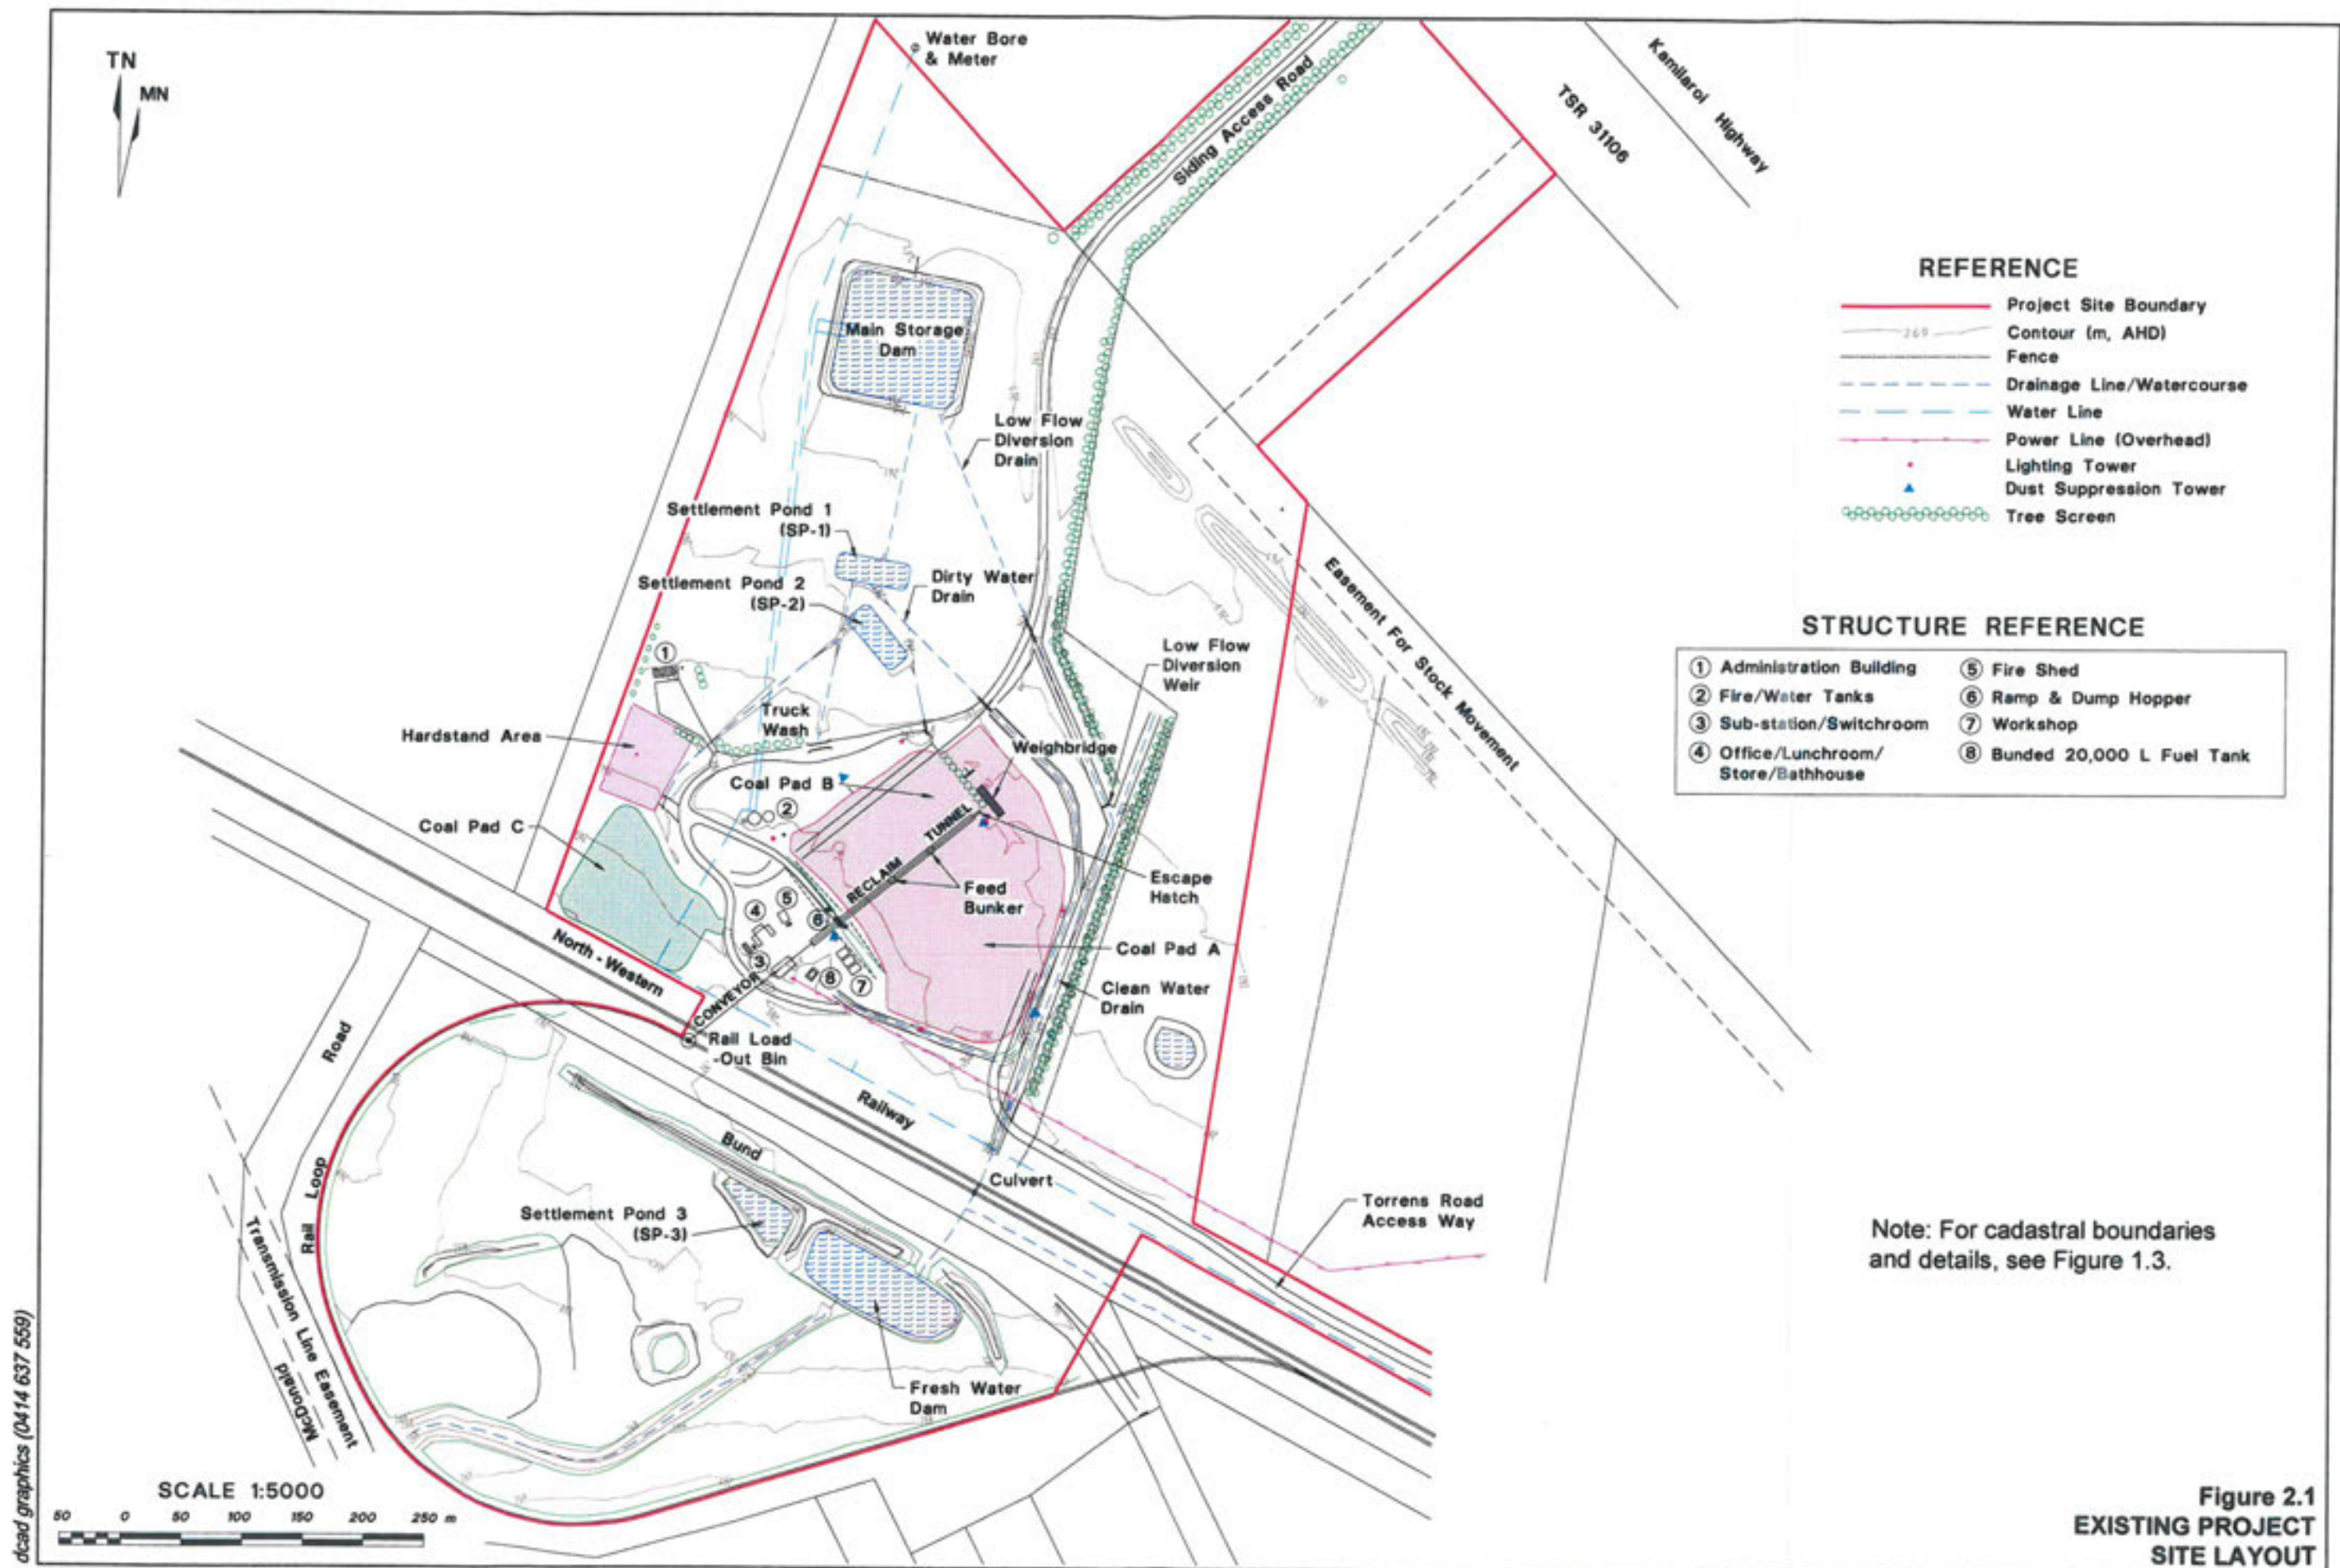 TN
MN
Water Bore
& Meter
Siding Access Road
Kamilaroi Highway
TSR 31106
REFERENCE
Project Site Boundary
269
Contour (m, AHD)
Fence
Drainage Line/Watercourse
Water Line
Power Line (Overhead)
Lighting Tower
Dust Suppression Tower
Tree Screen
Main Storage
Dam
Low Flow
Diversion
Drain
Settlement Pond 1
(SP-1)
Settlement Pond 2
(SP-2)
Dirty Water
Drain
Easement For Stock Movement
Low Flow
Diversion
Weir
STRUCTURE REFERENCE
1 Administration Building
2 Fire/Water Tanks
3 Sub-station/Switchroom
4 Office/Lunchroom/
Store/Bathhouse
5 Fire Shed
6 Ramp & Dump Hopper
7 Workshop
8 Bunded 20,000 L Fuel Tank
1
Truck
Wash
Hardstand Area
Weighbridge
Coal Pad B
2
Coal Pad C
RECLAIM TUNNEL
Feed
Bunker
Escape
Hatch
4
5
6
3
8
7
Coal Pad A
North - Western
CONVEYOR
Clean Water
Drain
Rail Load
-Out Bin
Road
Railway
Bund
Culvert
Rail Loop
Settlement Pond 3
(SP-3)
Torrens Road
Access Way
Transmission Line Easement
McDonald
Fresh Water
Dam
Note: For cadastral boundaries
and details, see Figure 1.3.
SCALE 1:5000
50 0 50 100 150 200 250 m
dcad graphics (0414 637 559)
Figure 2.1
EXISTING PROJECT
SITE LAYOUT